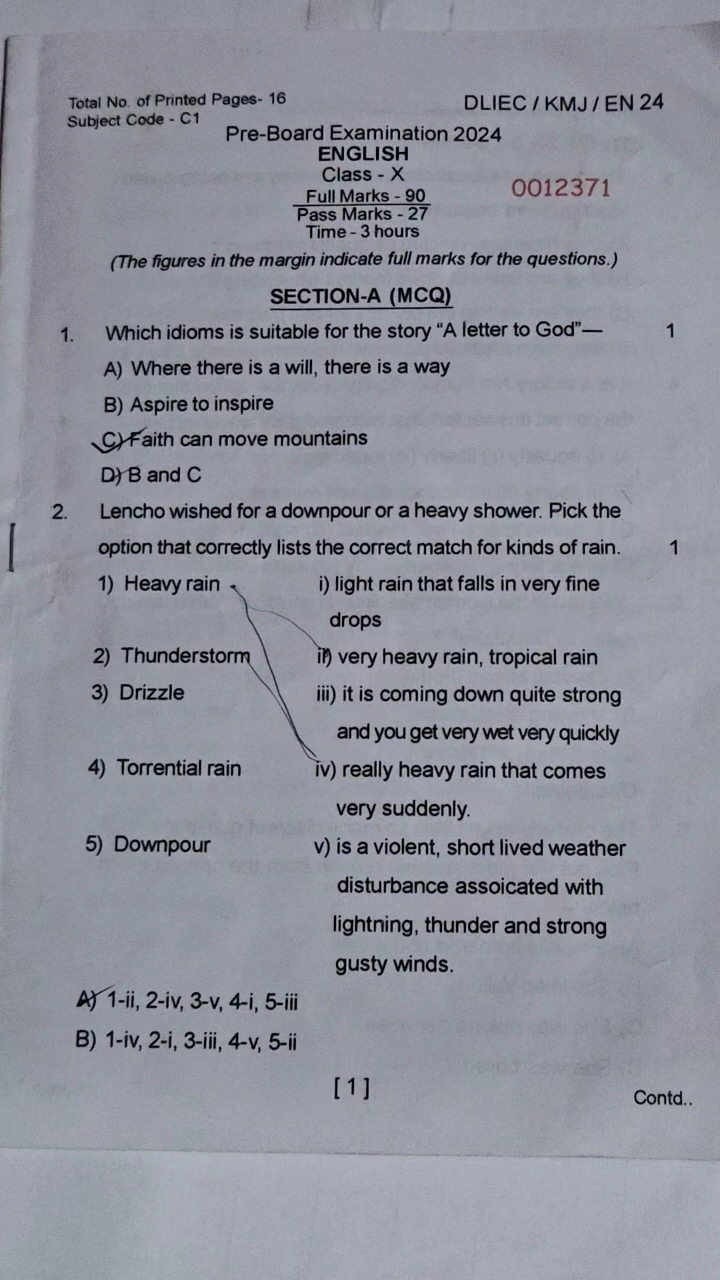 Total No. of Printed Pages- 16
DLIEC / KMJ / EN 24
Subject Code - C1
Pre-Board Examination 2024
ENGLISH
Class - X
0012371
Full Marks - 90
Pass Marks - 27
Time - 3 hours
(The figures in the margin indicate full marks for the questions.)
SECTION-A (MCQ)
1. Which idioms is suitable for the story “A letter to God”— 1
A) Where there is a will, there is a way
B) Aspire to inspire
C) Faith can move mountains
D) B and C
2. Lencho wished for a downpour or a heavy shower. Pick the
option that correctly lists the correct match for kinds of rain. 1
1) Heavy rain i) light rain that falls in very fine
drops
2) Thunderstorm ii) very heavy rain, tropical rain
3) Drizzle iii) it is coming down quite strong
and you get very wet very quickly
4) Torrential rain iv) really heavy rain that comes
very suddenly.
5) Downpour v) is a violent, short lived weather
disturbance assoicated with
lightning, thunder and strong
gusty winds.
A) 1-ii, 2-iv, 3-v, 4-i, 5-iii
B) 1-iv, 2-i, 3-iii, 4-v, 5-ii
[1]
Contd..